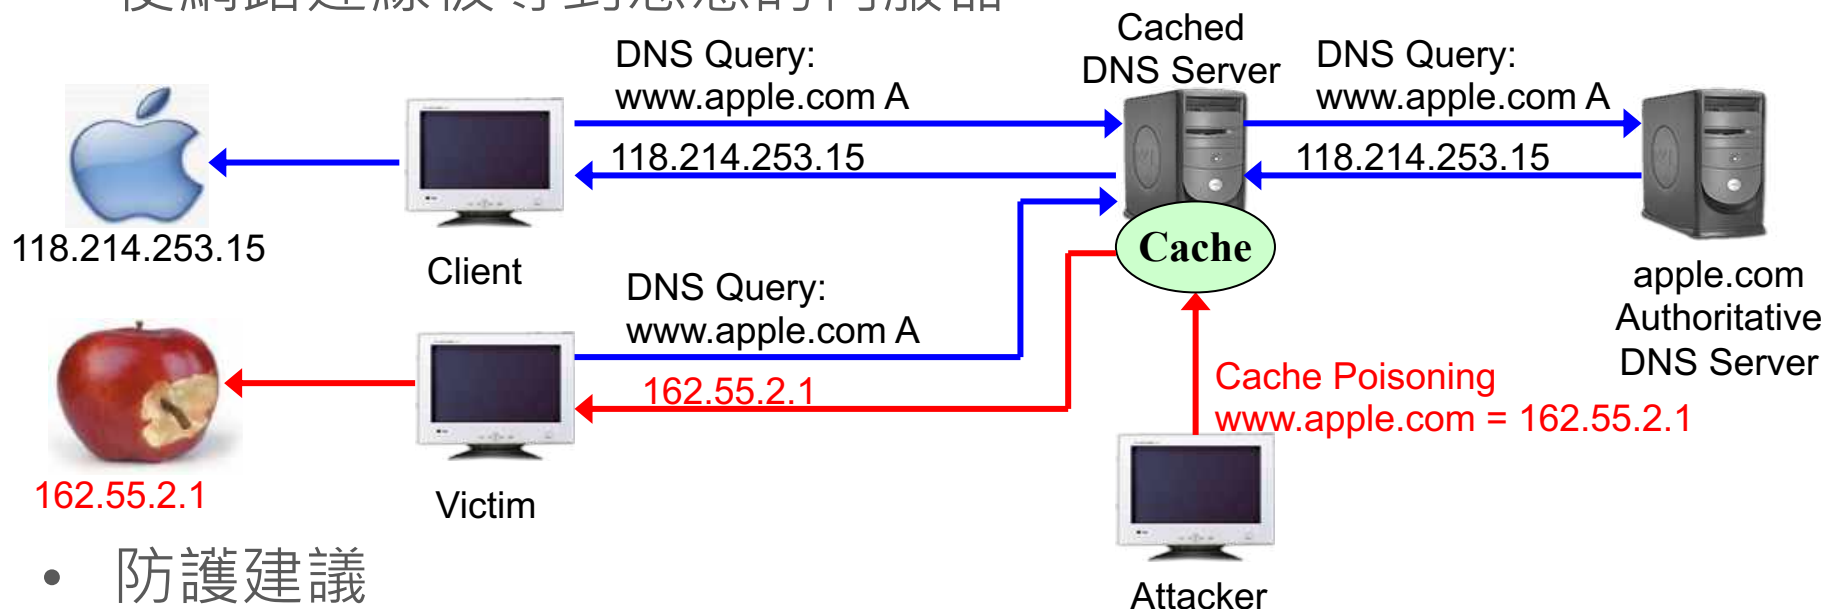 DNS Query:
www.apple.com A
Cached
DNS Server
DNS Query:
www.apple.com A
118.214.253.15
118.214.253.15
118.214.253.15
Client
Cache
apple.com
Authoritative
DNS Server
DNS Query:
www.apple.com A
162.55.2.1
Cache Poisoning
www.apple.com = 162.55.2.1
162.55.2.1
Victim
Attacker
• 防護建議